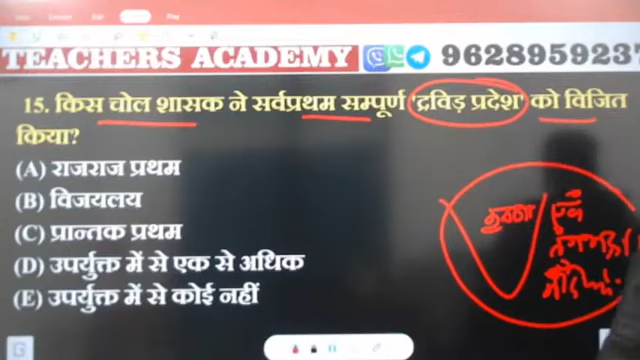 TEACHERS ACADEMY 9628959237
15. किस चोल शासक ने सर्वप्रथम सम्पूर्ण 'द्रविड़ प्रदेश' को विजित
किया?
(A) राजराज प्रथम
(B) विजयलय
(C) प्रान्तक प्रथम
(D) उपर्युक्त में से एक से अधिक
(E) उपर्युक्त में से कोई नहीं